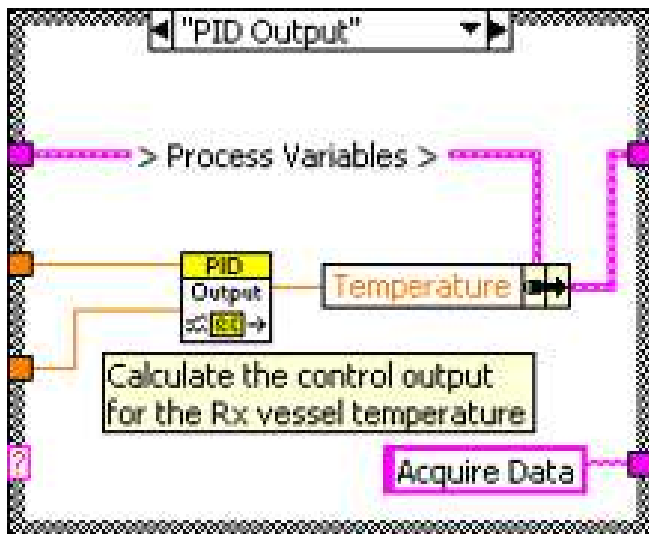 "PID Output"
> Process Variables >
PID
Output
Temperature
Calculate the control output
for the Rx vessel temperature
?
Acquire Data